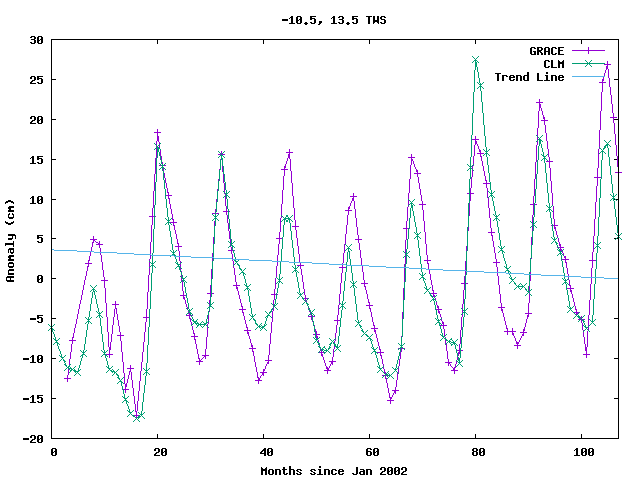 -10.5, 13.5 TWS
30
25
20
15
10
5
0
-5
-10
-15
-20
Anomaly (cm)
GRACE
CLM
Trend Line
0 20 40 60 80 100
Months since Jan 2002